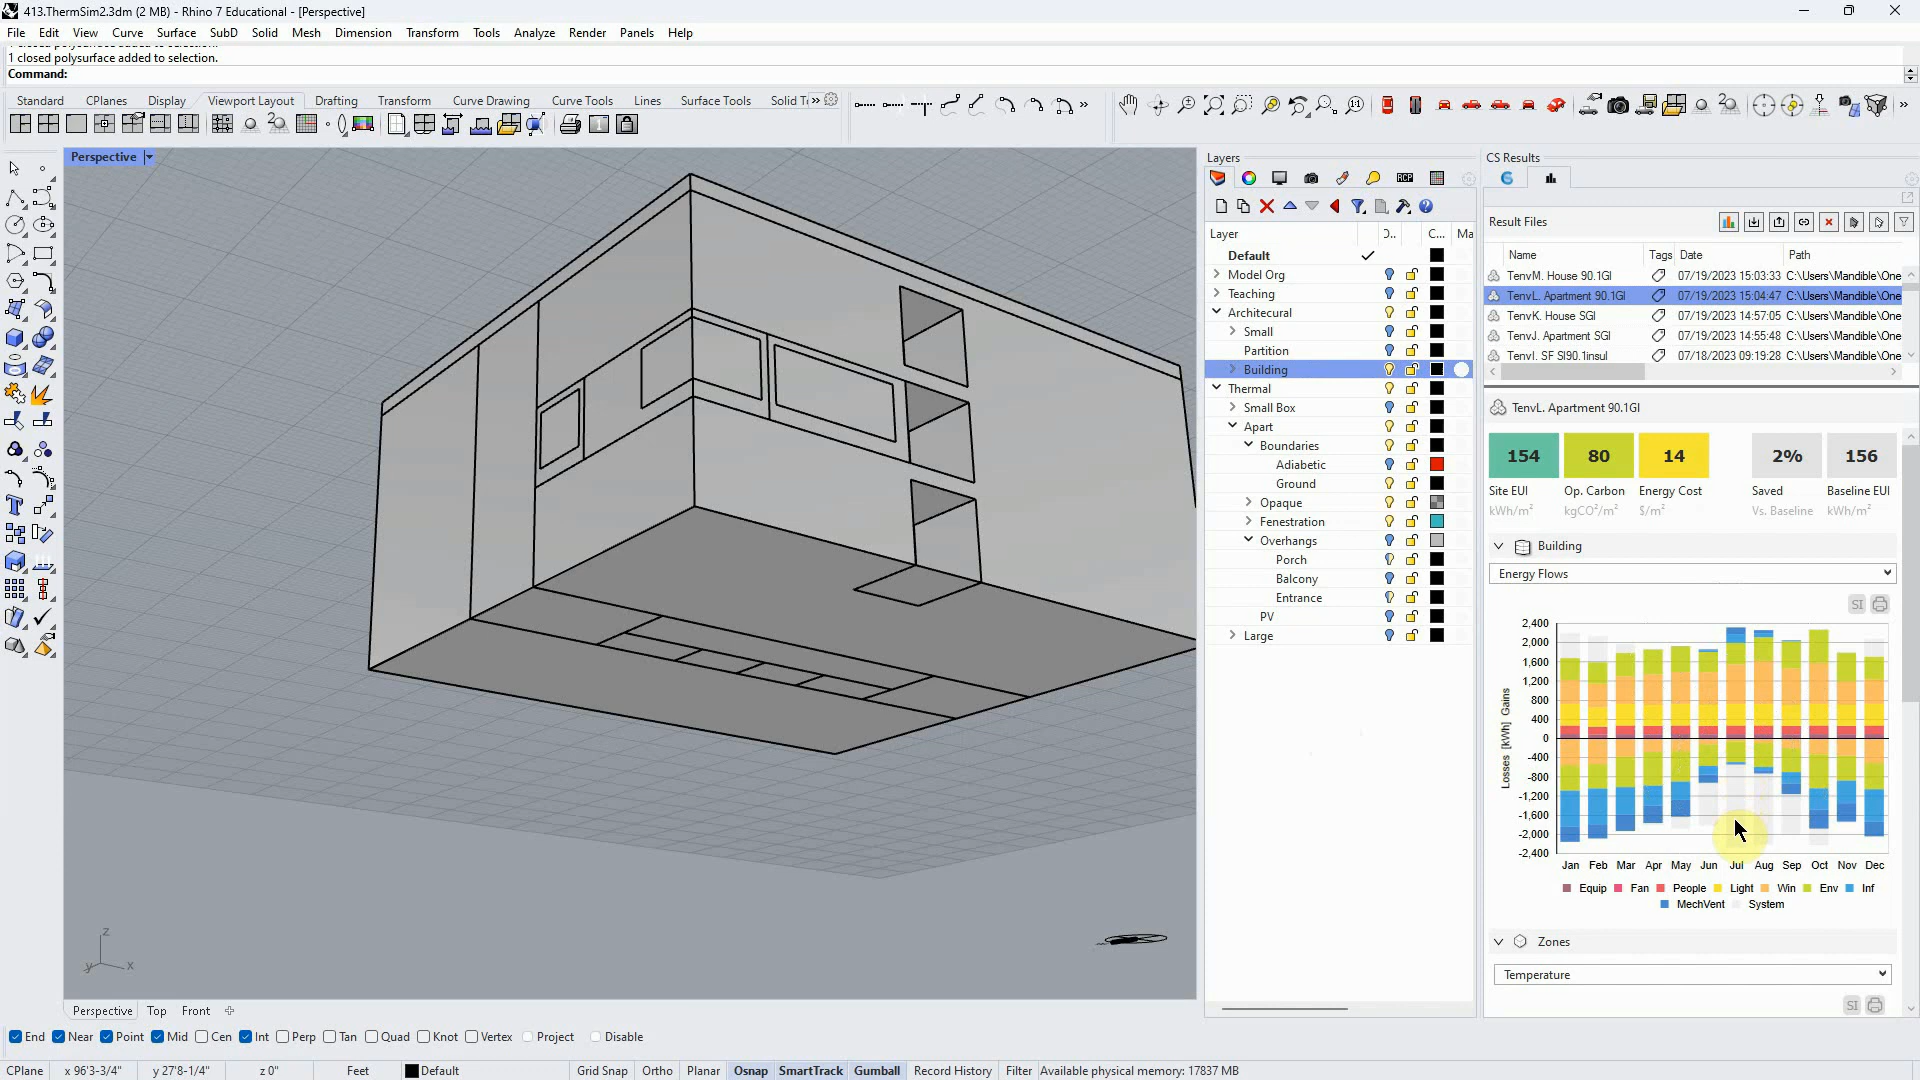 413.ThermSim2.3dm (2 MB) - Rhino 7 Educational - [Perspective]
File Edit View Curve Surface SubD Solid Mesh Dimension Transform Tools Analyze Render Panels Help
1 closed polysurface added to selection.
Command:
Standard CPlanes Display Viewport Layout Drafting Transform Curve Drawing Curve Tools Lines Surface Tools Solid T
Perspective
Layers
Layer
Default
Model Org
Teaching
Architecural
Small
Partition
Building
Thermal
Small Box
Apart
Boundaries
Adiabetic
Ground
Opaque
Fenestration
Overhangs
Porch
Balcony
Entrance
PV
Large
CS Results
Result Files
Name Tags Date Path
TenvM. House 90.1GI 07/19/2023 15:03:33 C:\Users\Mandible\One
TenvL. Apartment 90.1GI 07/19/2023 15:04:47 C:\Users\Mandible\One
TenvK. House SGI 07/19/2023 14:57:05 C:\Users\Mandible\One
TenvJ. Apartment SGI 07/19/2023 14:55:48 C:\Users\Mandible\One
TenvI. SF SI90.1insul 07/18/2023 09:19:28 C:\Users\Mandible\One
TenvL. Apartment 90.1GI
154 80 14 2% 156
Site EUI Op. Carbon Energy Cost Saved Baseline EUI
kWh/m² kgCO²/m² $/m² Vs. Baseline kWh/m²
Building
Energy Flows
SI
2,400
2,000
1,600
1,200
800
400
0
-400
-800
-1,200
-1,600
-2,000
-2,400
Losses [kWh] Gains
Jan Feb Mar Apr May Jun Jul Aug Sep Oct Nov Dec
Equip Fan People Light Win Env Inf
MechVent System
Zones
Temperature
SI
z
y x
Perspective Top Front
End Near Point Mid Cen Int Perp Tan Quad Knot Vertex Project Disable
CPlane x 96'3-3/4" y 27'8-1/4" z 0" Feet Default Grid Snap Ortho Planar Osnap SmartTrack Gumball Record History Filter Available physical memory: 17837 MB